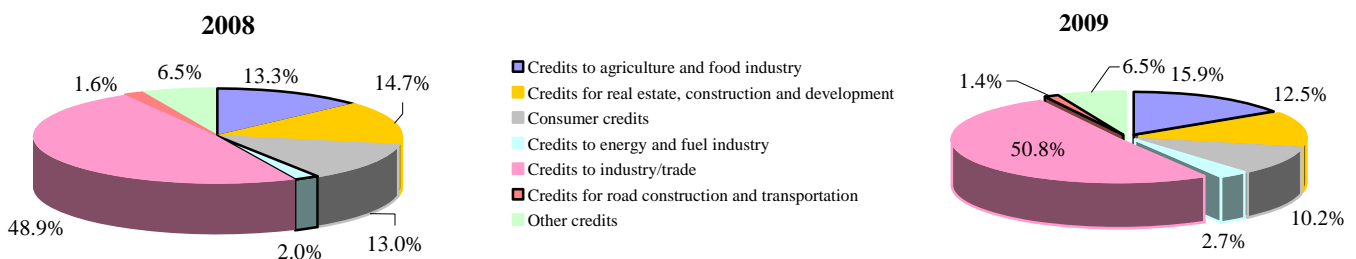 2008
1.6%
6.5%
13.3%
14.7%
48.9%
2.0%
13.0%
Credits to agriculture and food industry
Credits for real estate, construction and development
Consumer credits
Credits to energy and fuel industry
Credits to industry/trade
Credits for road construction and transportation
Other credits
2009
1.4%
6.5%
15.9%
12.5%
50.8%
10.2%
2.7%